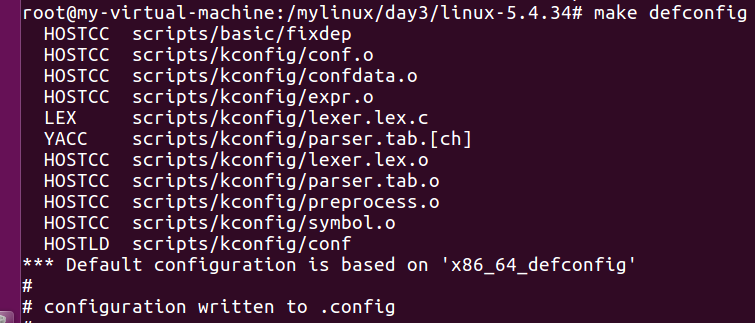 root@my-virtual-machine:/mylinux/day3/linux-5.4.34# make defconfig
HOSTCC scripts/basic/fixdep
HOSTCC scripts/kconfig/conf.o
HOSTCC scripts/kconfig/confdata.o
HOSTCC scripts/kconfig/expr.o
LEX scripts/kconfig/lexer.lex.c
YACC scripts/kconfig/parser.tab.[ch]
HOSTCC scripts/kconfig/lexer.lex.o
HOSTCC scripts/kconfig/parser.tab.o
HOSTCC scripts/kconfig/preprocess.o
HOSTCC scripts/kconfig/symbol.o
HOSTLD scripts/kconfig/conf
*** Default configuration is based on 'x86_64_defconfig'
#
# configuration written to .config
#